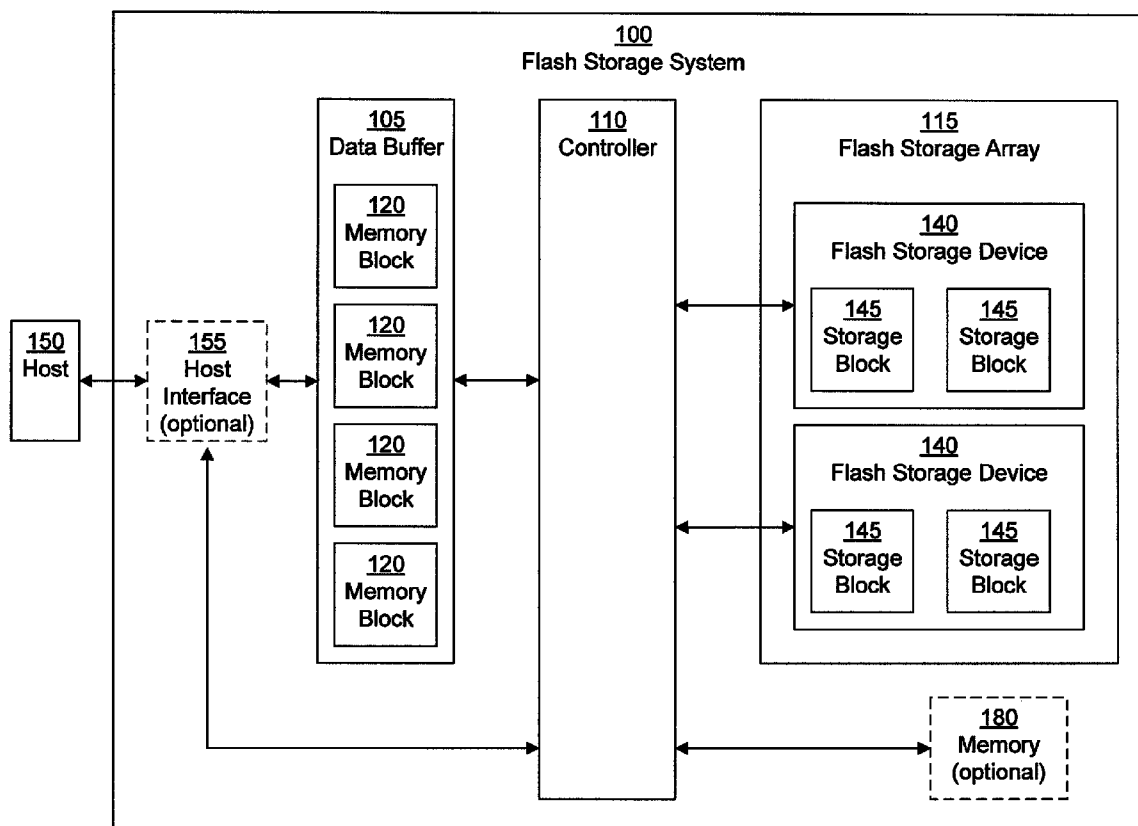 100
Flash Storage System
105
Data Buffer
120
Memory
Block
120
Memory
Block
120
Memory
Block
120
Memory
Block
110
Controller
115
Flash Storage Array
140
Flash Storage Device
145
Storage
Block
145
Storage
Block
140
Flash Storage Device
145
Storage
Block
145
Storage
Block
150
Host
155
Host
Interface
(optional)
180
Memory
(optional)